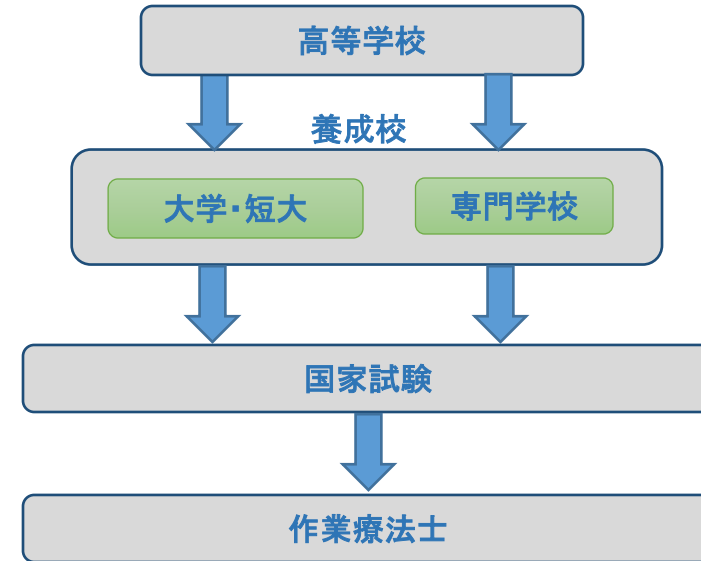 高等学校
養成校
大学・短大
専門学校
国家試験
作業療法士